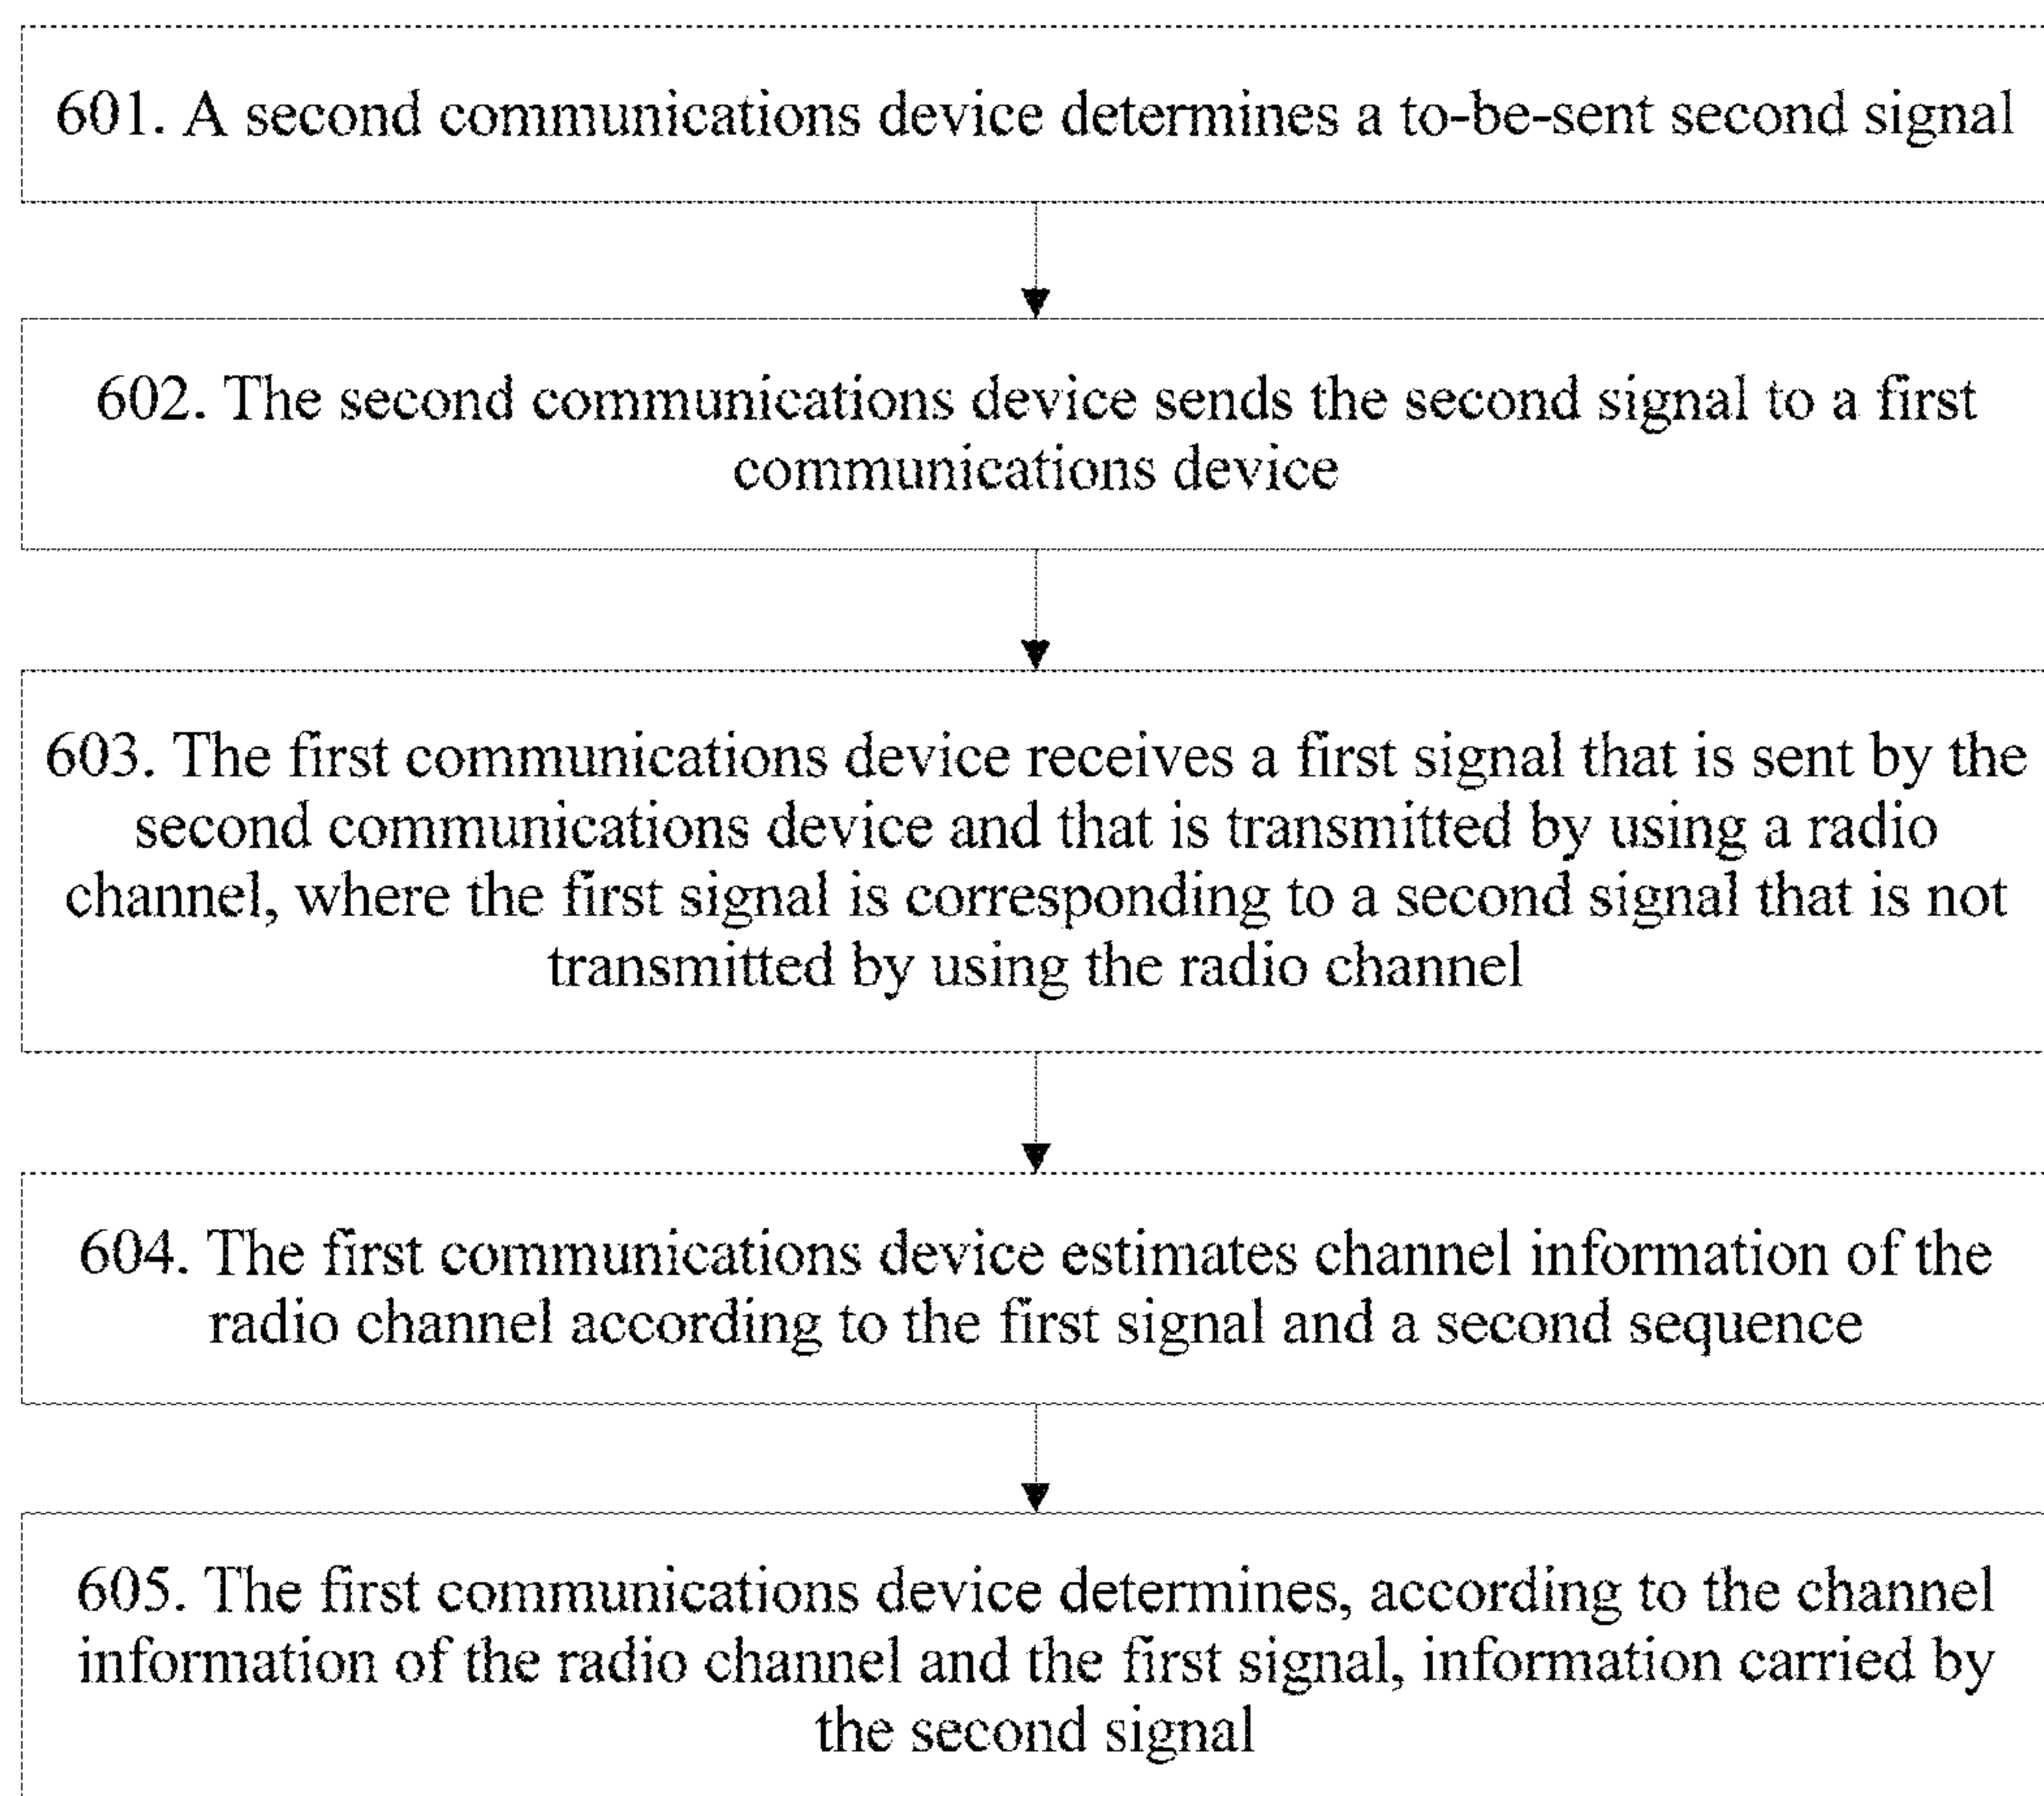 601. A second communications device determines a to-be-sent second signal
602. The second communications device sends the second signal to a first
communications device
603. The first communications device receives a first signal that is sent by the
second communications device and that is transmitted by using a radio
channel, where the first signal is corresponding to a second signal that is not
transmitted by using the radio channel
604. The first communications device estimates channel information of the
radio channel according to the first signal and a second sequence
605. The first communications device determines, according to the channel
information of the radio channel and the first signal, information carried by
the second signal